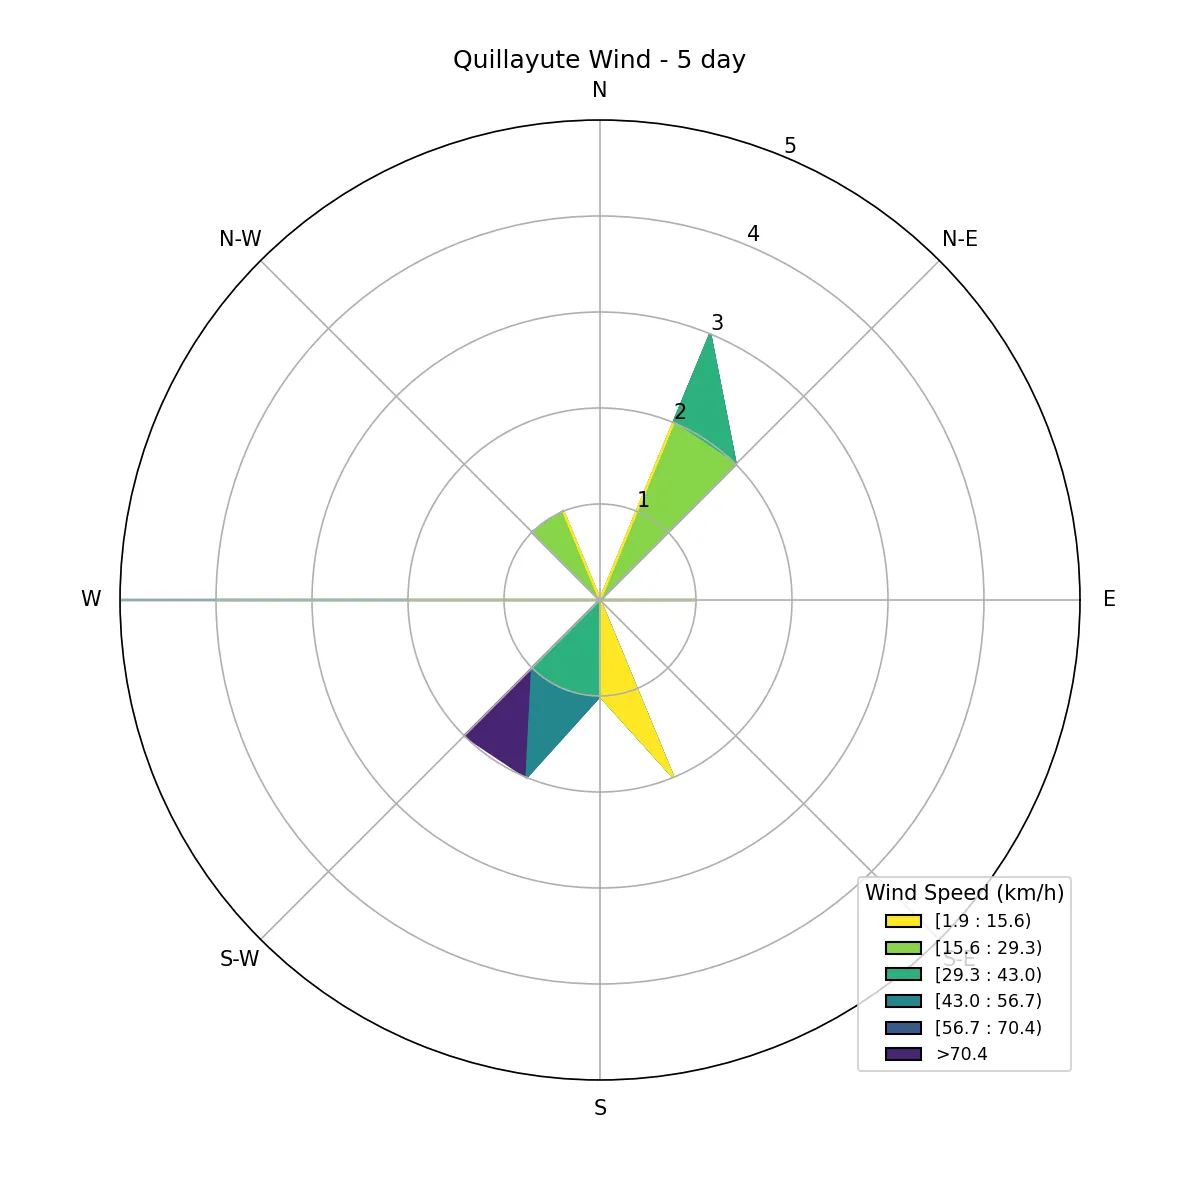 Quillayute Wind - 5 day
N
5
N-W
N-E
4
3
2
1
W
E
S-W
S-E
Wind Speed (km/h)
[1.9 : 15.6)
[15.6 : 29.3)
[29.3 : 43.0)
[43.0 : 56.7)
[56.7 : 70.4)
>70.4
S